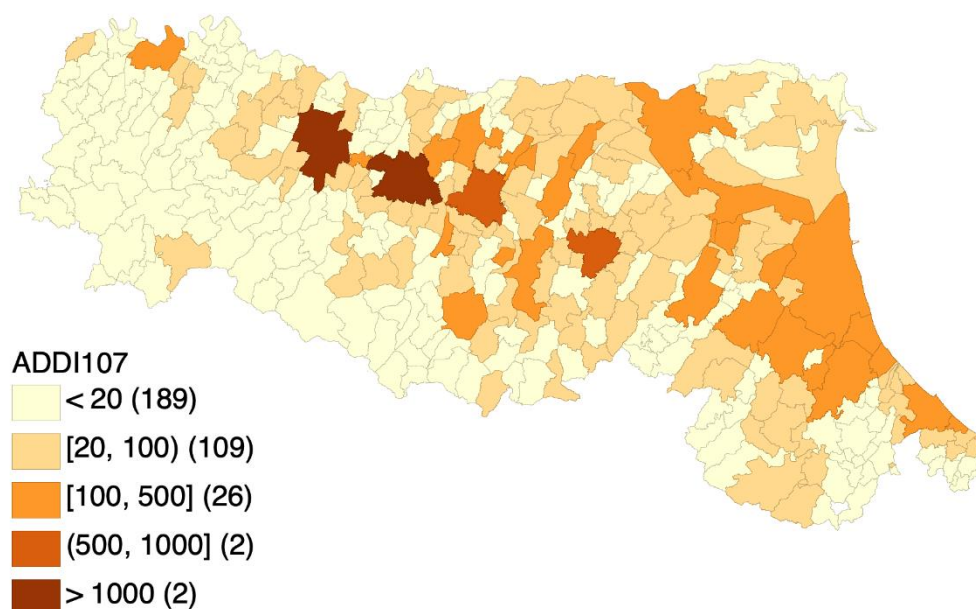 ADDI107
< 20 (189)
[20, 100) (109)
[100, 500] (26)
(500, 1000] (2)
> 1000 (2)